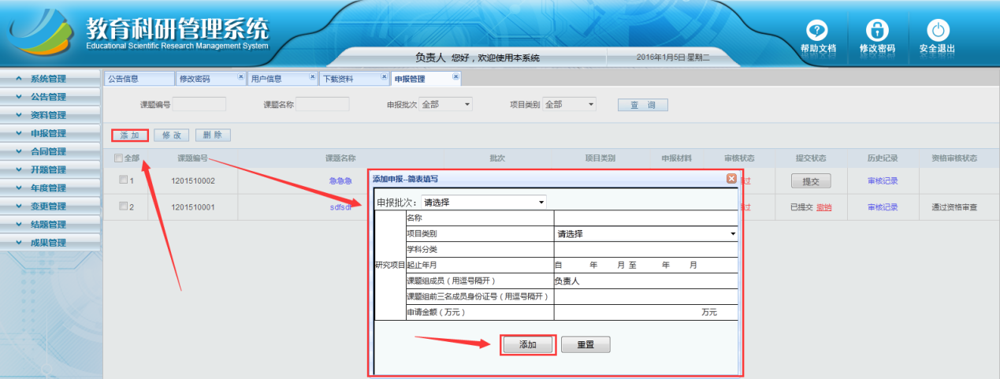 教育科研管理系统
Educational Scientific Research Management System
负责人 您好，欢迎使用本系统
2016年1月5日 星期二
帮助文档 修改密码 安全退出
系统管理
公告管理
资料管理
申报管理
合同管理
开题管理
年度管理
变更管理
结题管理
成果管理
公告信息 修改密码 用户信息 下载资料 申报管理
课题编号 课题名称 申报批次 全部 项目类别 全部 查 询
添加 修改 删除
全部 课题编号 课题名称 批次 项目类别 申报材料 审核状态 提交状态 历史记录 资格审核状态
1 1201510002 急急急 过 提交 审核记录
2 1201510001 sdfsdf 过 已提交 撤销 审核记录 通过资格审查
添加申报--简表填写
申报批次： 请选择
研究项目
名称
项目类别 请选择
学科分类
起止年月 自 年 月 至 年 月
课题组成员（用逗号隔开） 负责人
课题组前三名成员身份证号（用逗号隔开）
申请金额（万元） 万元
添加 重置